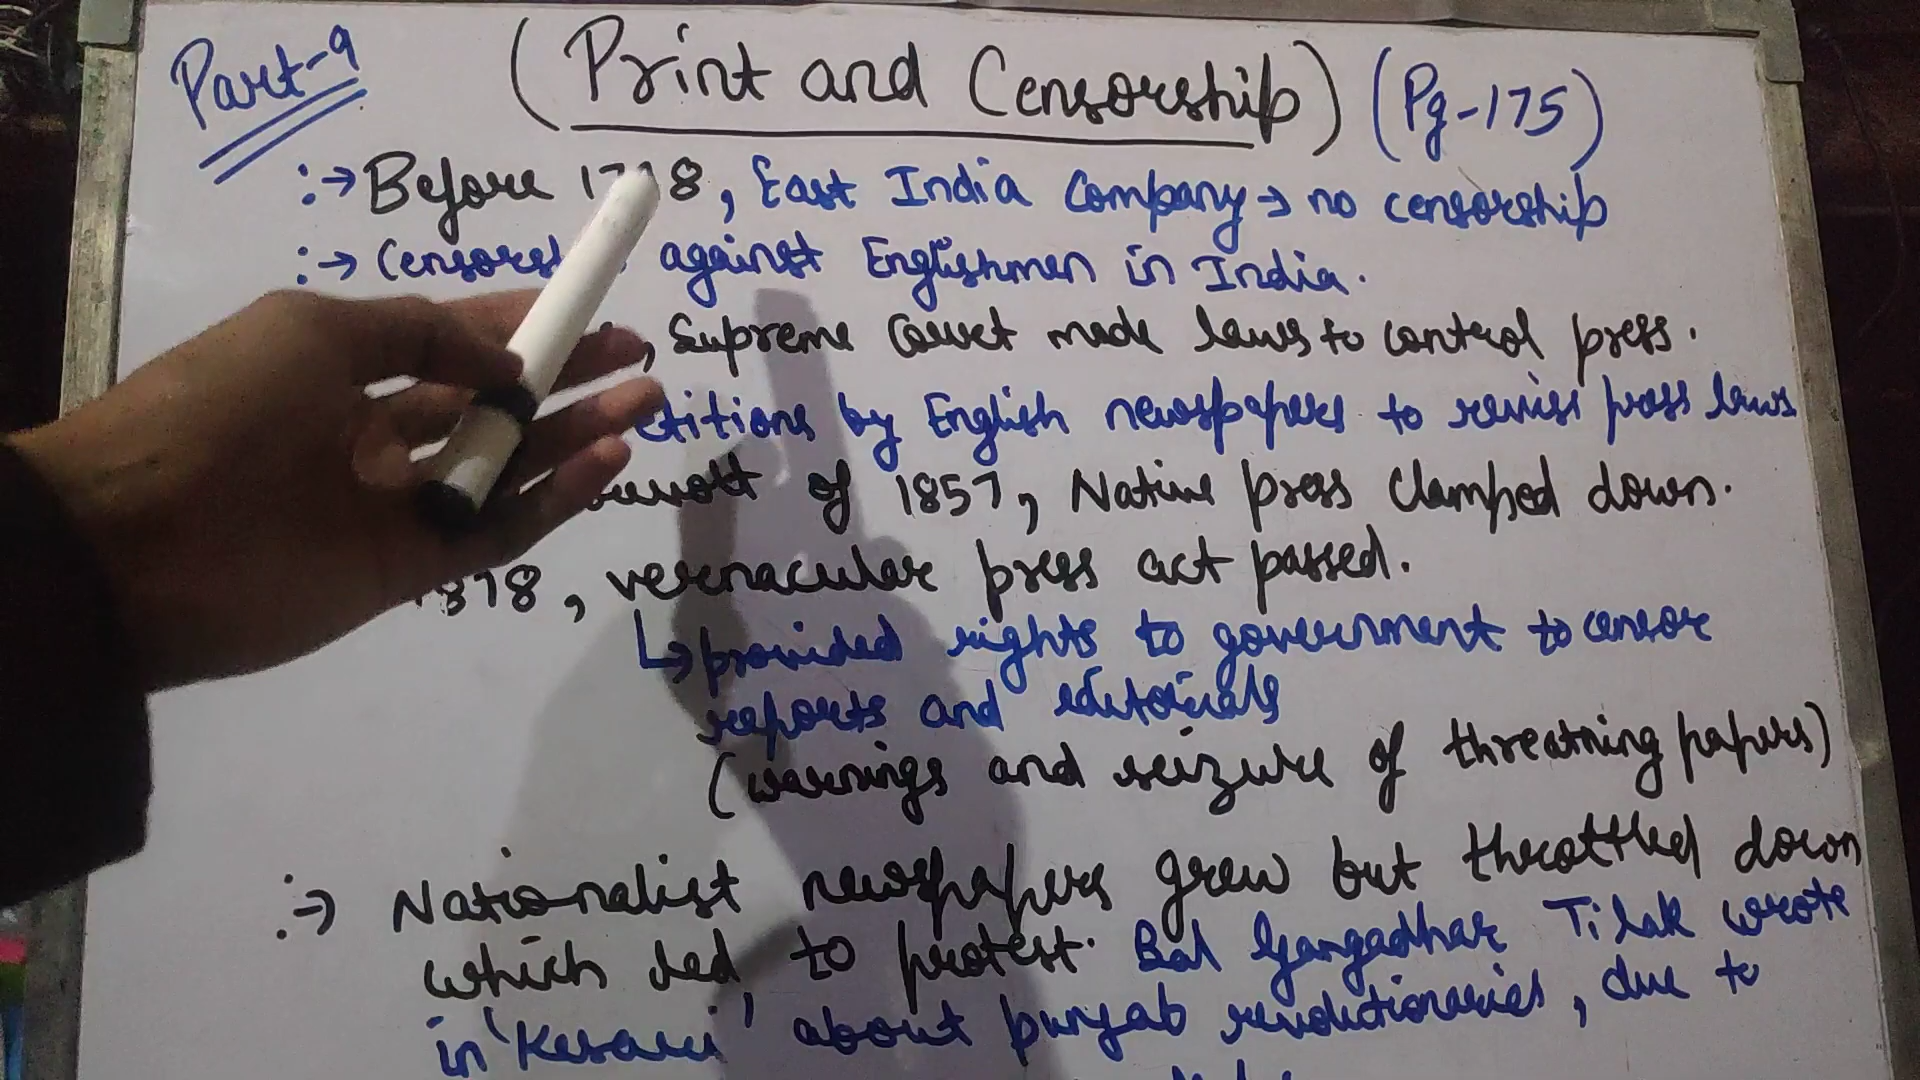 Part-9
(Print and Censorship) (Pg-175)
:→ Before 1798, East India Company → no censorship
:→ against Englishmen in India.
, Supreme Court made laws to control press.
by English newspapers to press laws
of 1857, Native press clamped down.
1878, vernacular press act passed.
↳ provided rights to government to censor
reports and editorials
(warnings and seizure of threatning papers)
:→ Nationalist newspapers grew but throttled down
which led to protest. Bal Gangadhar Tilak wrote
in 'Kesari' about punjab revolutionaries, due to